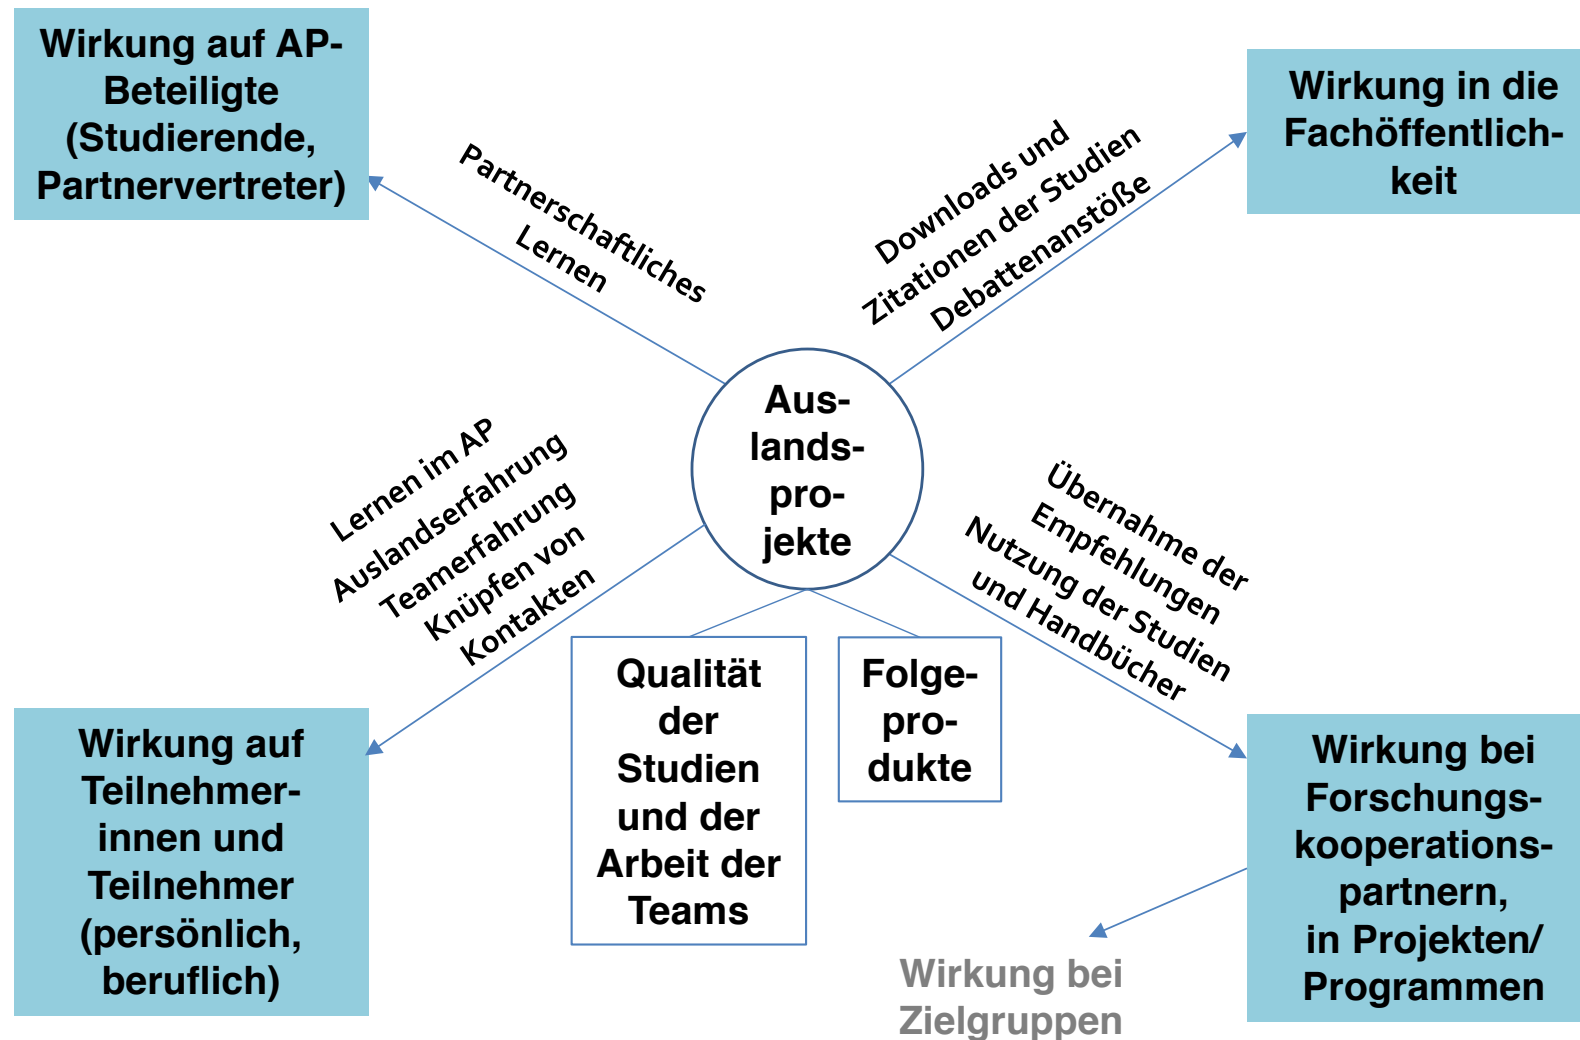 Wirkung auf AP-
Beteiligte
(Studierende,
Partnervertreter)
Partnerschaftliches
Lernen
Downloads und
Zitationen der Studien
Debattenanstöße
Wirkung in die
Fachöffentlich-
keit
Aus-
lands-
pro-
jekte
Lernen im AP
Auslandserfahrung
Teamerfahrung
Knüpfen von
Kontakten
Übernahme der
Empfehlungen
Nutzung der Studien
und Handbücher
Wirkung auf
Teilnehmer-
innen und
Teilnehmer
(persönlich,
beruflich)
Qualität
der
Studien
und der
Arbeit der
Teams
Folge-
pro-
dukte
Wirkung bei
Forschungs-
kooperations-
partnern,
in Projekten/
Programmen
Wirkung bei
Zielgruppen